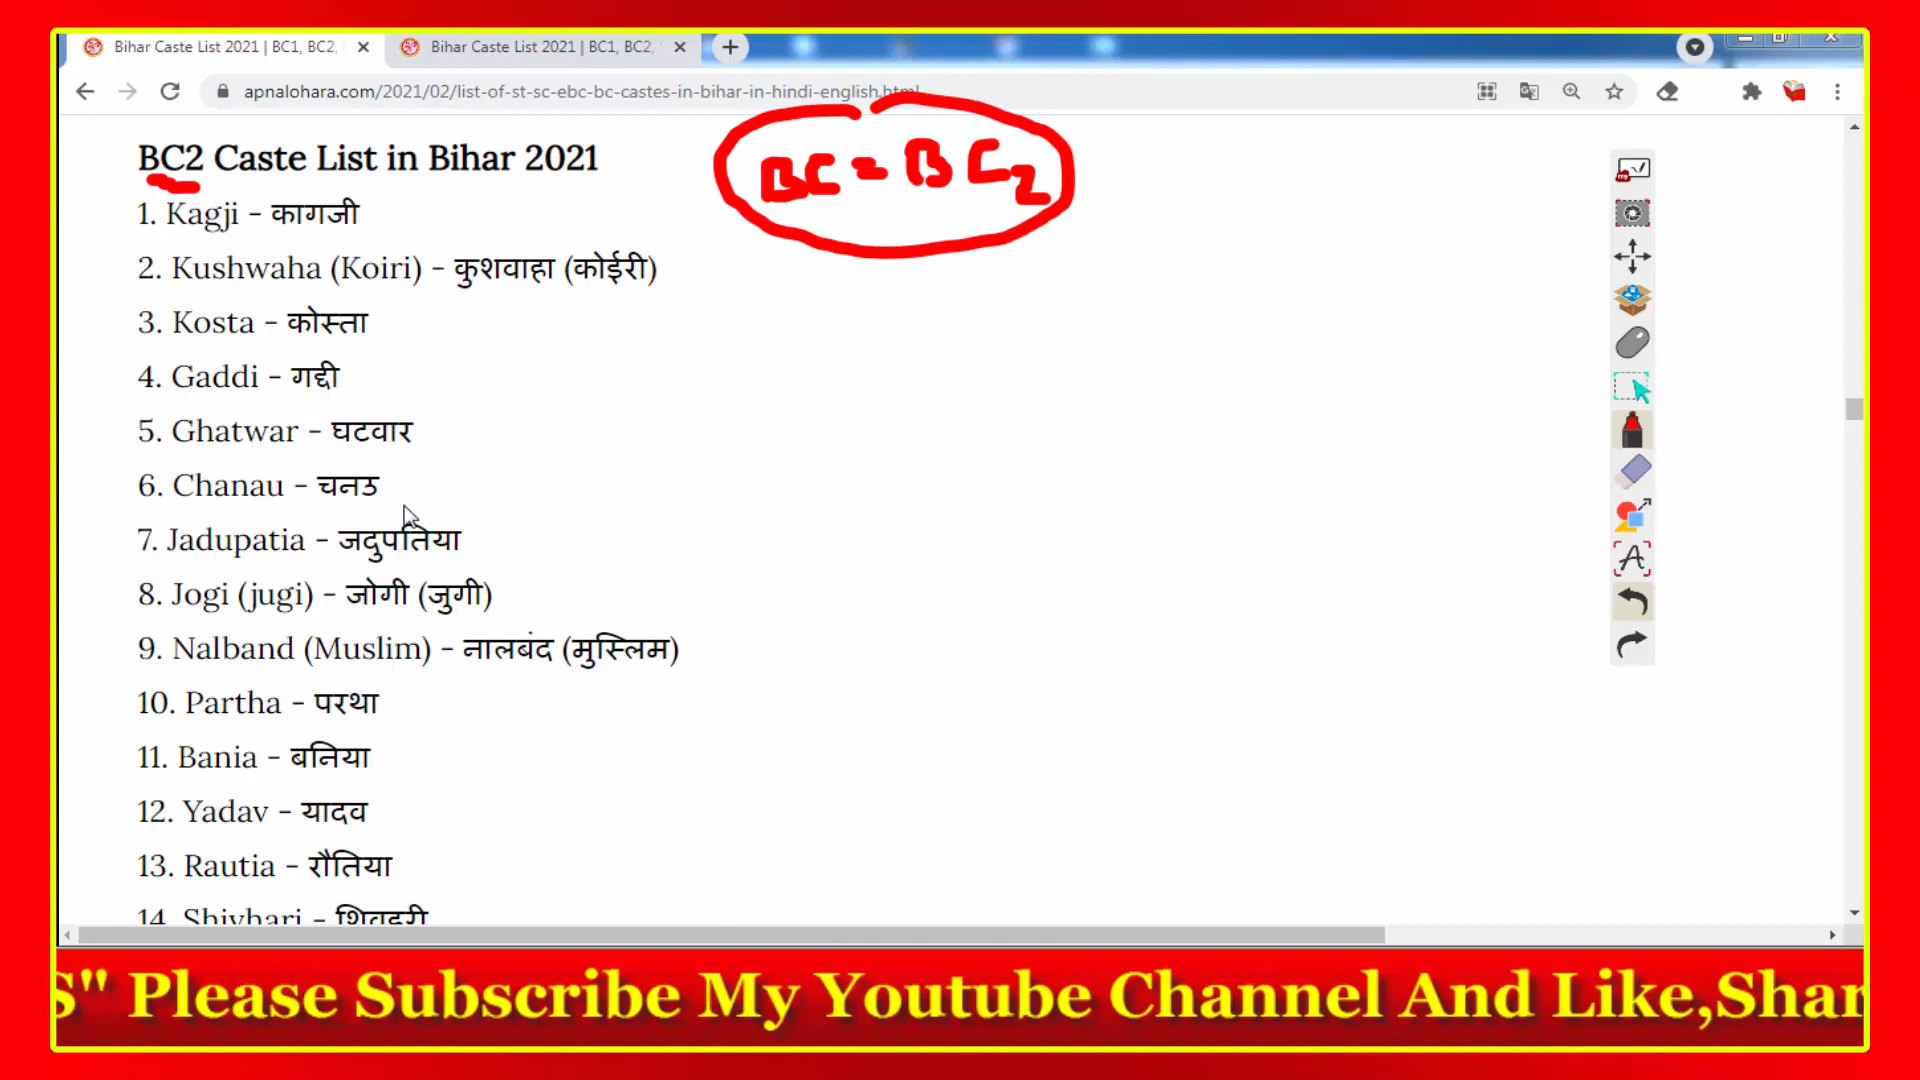 Bihar Caste List 2021 | BC1, BC2,
Bihar Caste List 2021 | BC1, BC2,
apnalohara.com/2021/02/list-of-st-sc-ebc-bc-castes-in-bihar-in-hindi-english.html
BC2 Caste List in Bihar 2021
BC = BC2
1. Kagji - कागजी
2. Kushwaha (Koiri) - कुशवाहा (कोईरी)
3. Kosta - कोस्ता
4. Gaddi - गद्दी
5. Ghatwar - घटवार
6. Chanau - चनउ
7. Jadupatia - जदुपतिया
8. Jogi (jugi) - जोगी (जुगी)
9. Nalband (Muslim) - नालबंद (मुस्लिम)
10. Partha - परथा
11. Bania - बनिया
12. Yadav - यादव
13. Rautia - रौतिया
14. Shivhari - शिवहरी
S" Please Subscribe My Youtube Channel And Like,Shar